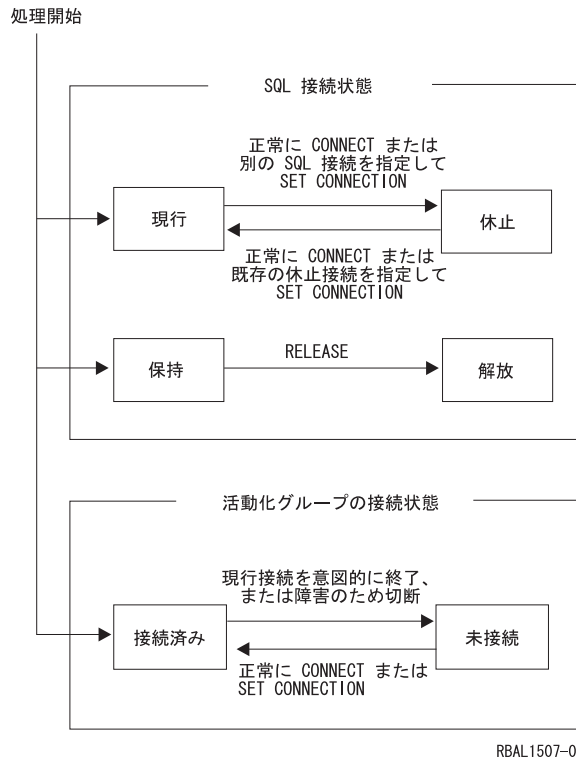 処理開始
SQL 接続状態
正常に CONNECT または
別の SQL 接続を指定して
SET CONNECTION
現行
休止
正常に CONNECT または
既存の休止接続を指定して
SET CONNECTION
保持
RELEASE
解放
活動化グループの接続状態
現行接続を意図的に終了、
または障害のため切断
接続済み
未接続
正常に CONNECT または
SET CONNECTION
RBAL1507-0